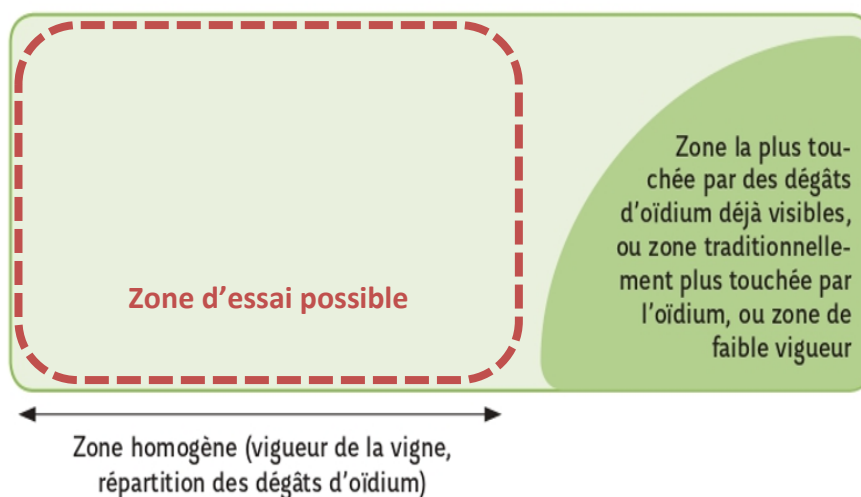 Zone la plus tou-
chée par des dégâts
d'oïdium déjà visibles,
ou zone traditionnelle-
ment plus touchée par
l'oïdium, ou zone de
faible vigueur
Zone d'essai possible
Zone homogène (vigueur de la vigne,
répartition des dégâts d'oïdium)